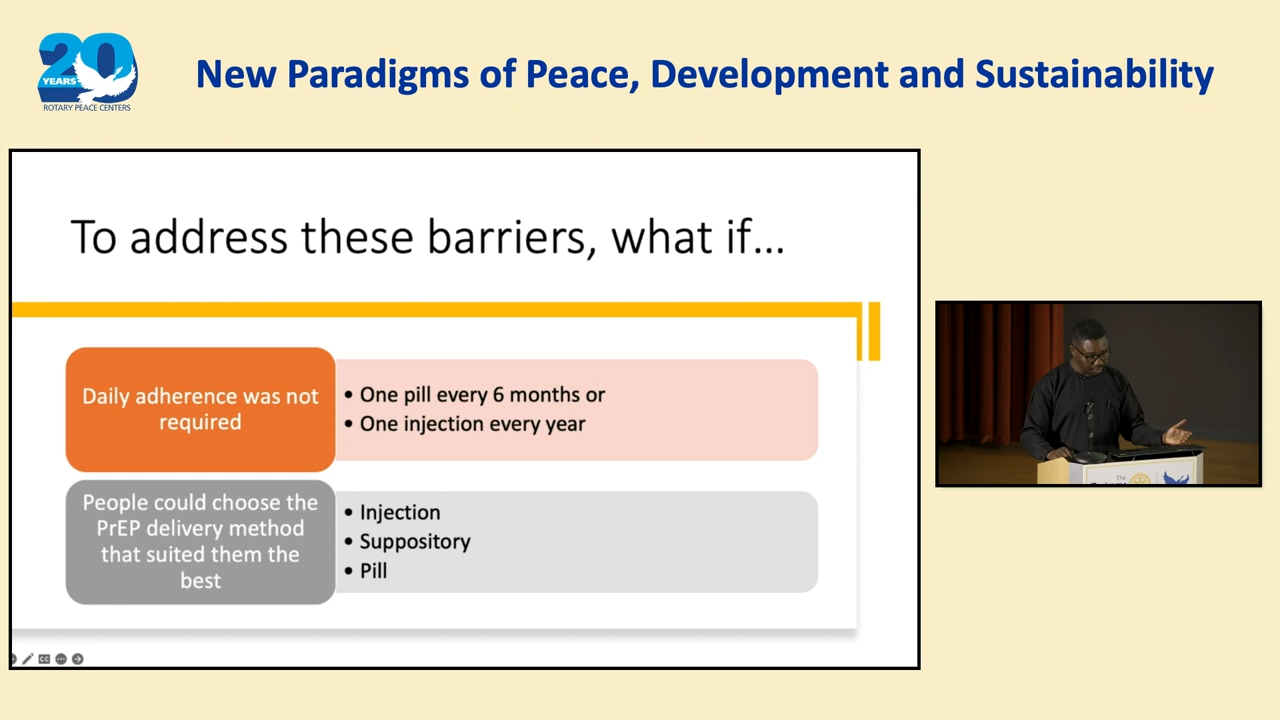 20
YEARS
ROTARY PEACE CENTERS
New Paradigms of Peace, Development and Sustainability
To address these barriers, what if...
Daily adherence was not
required
• One pill every 6 months or
• One injection every year
People could choose the
PrEP delivery method
that suited them the
best
• Injection
• Suppository
• Pill
The